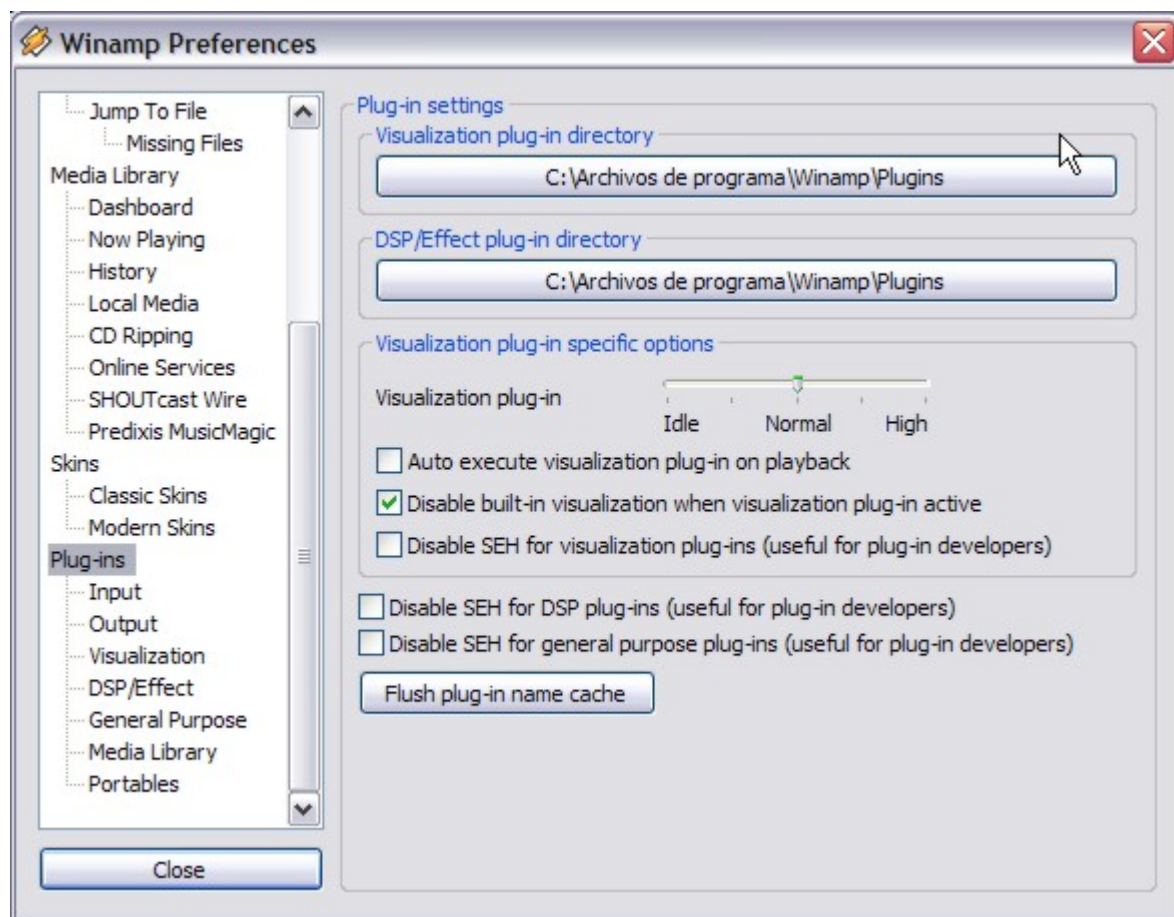 Winamp Preferences
Jump To File
Missing Files
Media Library
Dashboard
Now Playing
History
Local Media
CD Ripping
Online Services
SHOUTcast Wire
Predixis MusicMagic
Skins
Classic Skins
Modern Skins
Plug-ins
Input
Output
Visualization
DSP/Effect
General Purpose
Media Library
Portables
Close
Plug-in settings
Visualization plug-in directory
C:\Archivos de programa\Winamp\Plugins
DSP/Effect plug-in directory
C:\Archivos de programa\Winamp\Plugins
Visualization plug-in specific options
Visualization plug-in
Idle Normal High
Auto execute visualization plug-in on playback
Disable built-in visualization when visualization plug-in active
Disable SEH for visualization plug-ins (useful for plug-in developers)
Disable SEH for DSP plug-ins (useful for plug-in developers)
Disable SEH for general purpose plug-ins (useful for plug-in developers)
Flush plug-in name cache